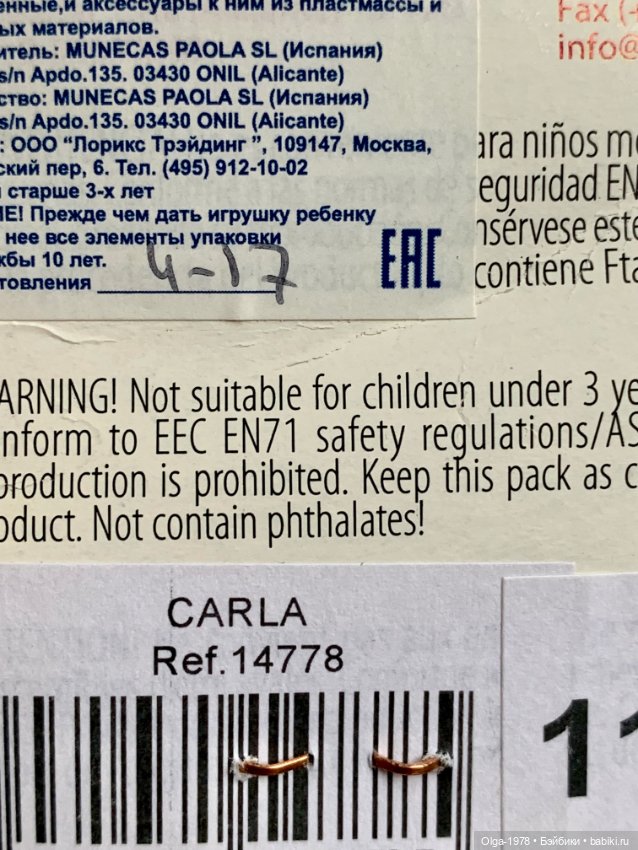 енные,и аксессуары к ним из пластмассы и
ых материалов.
итель: MUNECAS PAOLA SL (Испания)
s/n Apdo.135. 03430 ONIL (Alicante)
ство: MUNECAS PAOLA SL (Испания)
s/n Apdo.135. 03430 ONIL (Alicante)
: ООО "Лорикс Трэйдинг ", 109147, Москва,
ский пер, 6. Тел. (495) 912-10-02
старше 3-х лет
ИЕ! Прежде чем дать игрушку ребенку
нее все элементы упаковки
жбы 10 лет.
отовления 4-17
EAC
Fax (-
info@
ara niños m
eguridad EN
nsérvese este
contiene Fta
ARNING! Not suitable for children under 3 ye
nform to EEC EN71 safety regulations/AS
production is prohibited. Keep this pack as c
oduct. Not contain phthalates!
CARLA
Ref.14778
11
Olga-1978 • Бэйбики • babiki.ru